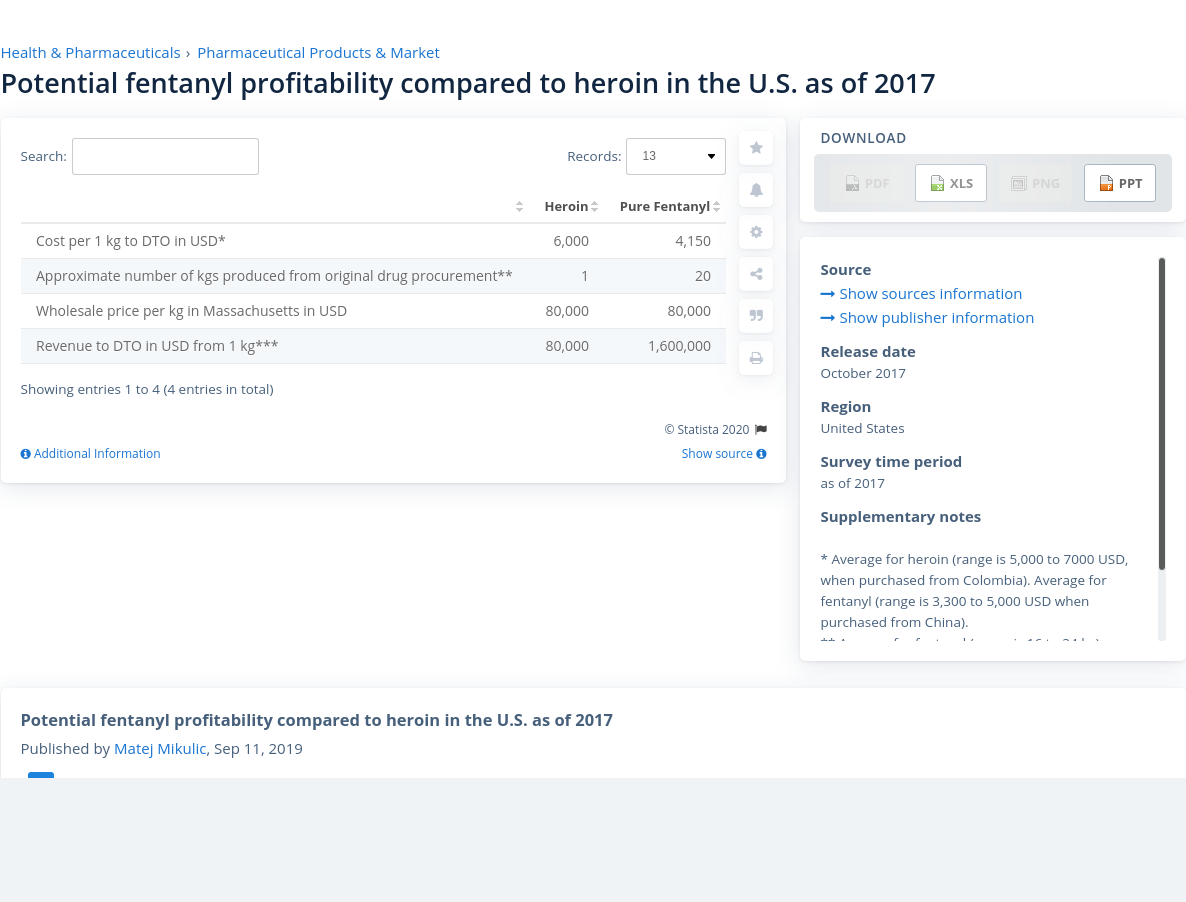 Health & Pharmaceuticals › Pharmaceutical Products & Market
Potential fentanyl profitability compared to heroin in the U.S. as of 2017
Search:
Records: 13
Heroin Pure Fentanyl
Cost per 1 kg to DTO in USD* 6,000 4,150
Approximate number of kgs produced from original drug procurement** 1 20
Wholesale price per kg in Massachusetts in USD 80,000 80,000
Revenue to DTO in USD from 1 kg*** 80,000 1,600,000
Showing entries 1 to 4 (4 entries in total)
© Statista 2020
Additional Information
Show source
DOWNLOAD
PDF XLS PNG PPT
Source
Show sources information
Show publisher information
Release date
October 2017
Region
United States
Survey time period
as of 2017
Supplementary notes
* Average for heroin (range is 5,000 to 7000 USD,
when purchased from Colombia). Average for
fentanyl (range is 3,300 to 5,000 USD when
purchased from China).
Potential fentanyl profitability compared to heroin in the U.S. as of 2017
Published by Matej Mikulic, Sep 11, 2019